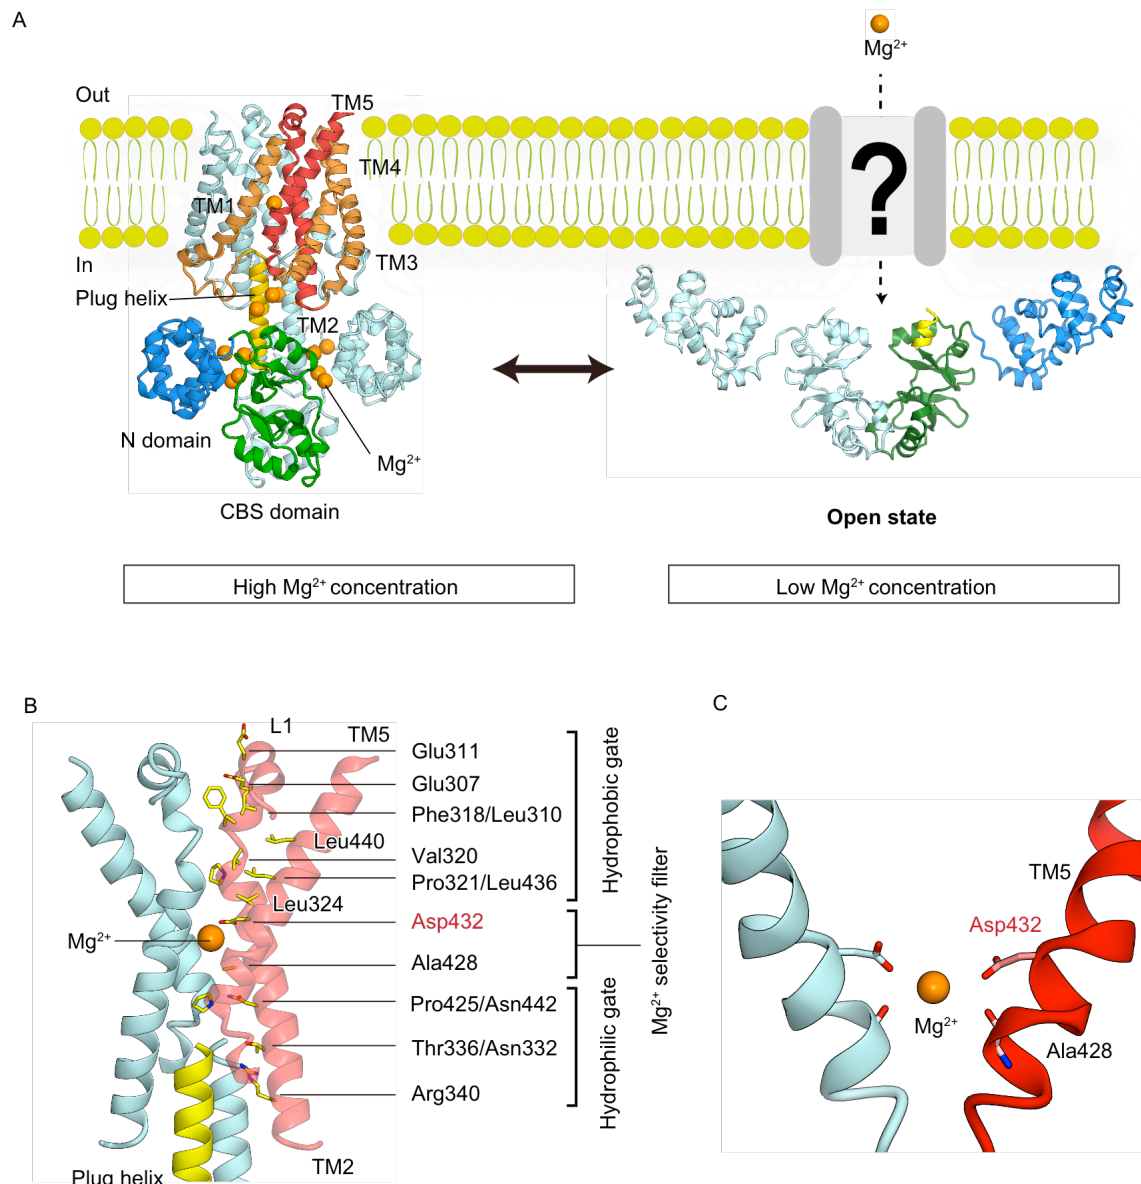 A
Mg²⁺
Out
TM5
TM4
TM1
?
In
TM3
Plug helix
TM2
N domain
Mg²⁺
CBS domain
Open state
High Mg²⁺ concentration
Low Mg²⁺ concentration
B
C
L1
TM5
Glu311
Glu307
Phe318/Leu310
Leu440
Val320
Pro321/Leu436
Leu324
Asp432
Mg²⁺
Ala428
Pro425/Asn442
Thr336/Asn332
Arg340
TM2
Plug helix
Hydrophobic gate
Hydrophilic gate
Mg²⁺ selectivity filter
TM5
Asp432
Mg²⁺
Ala428